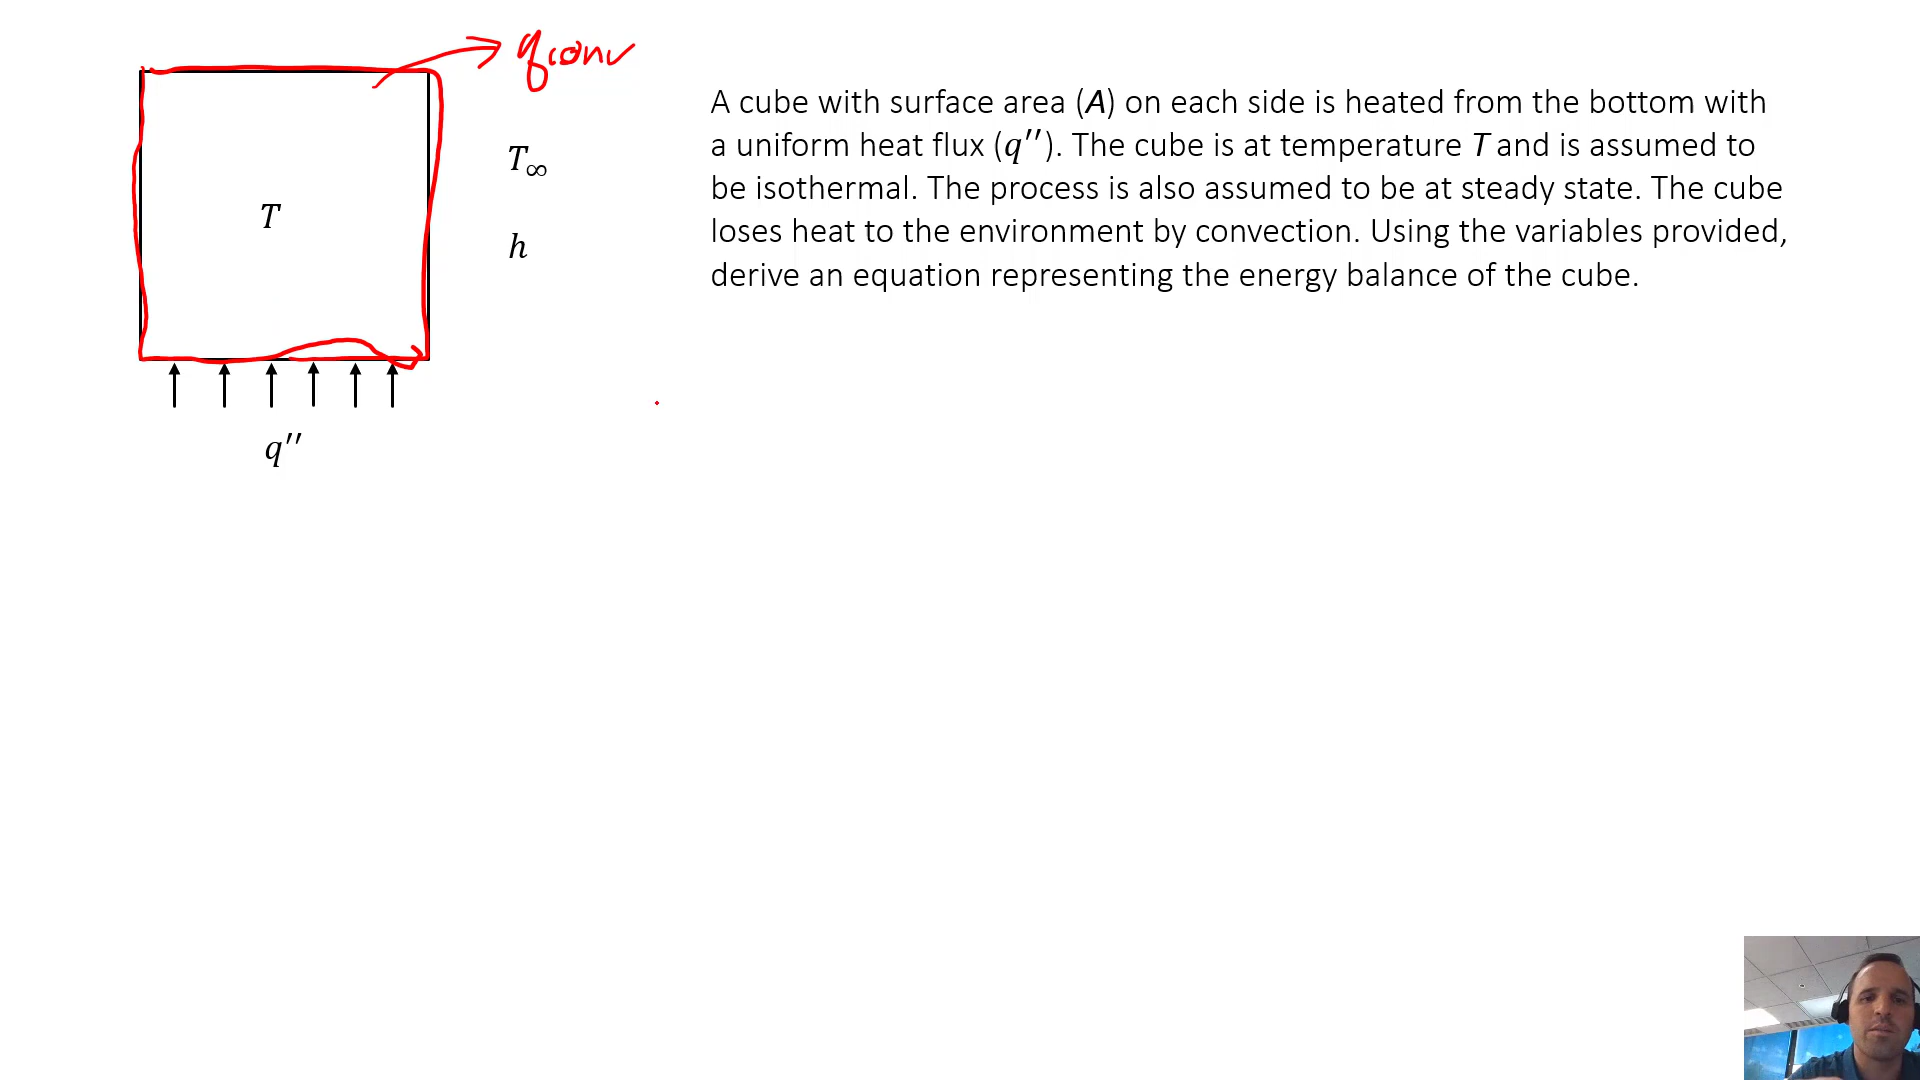 qconv
A cube with surface area (A) on each side is heated from the bottom with
a uniform heat flux (q′′). The cube is at temperature T and is assumed to
be isothermal. The process is also assumed to be at steady state. The cube
loses heat to the environment by convection. Using the variables provided,
derive an equation representing the energy balance of the cube.
T∞
T
h
q′′